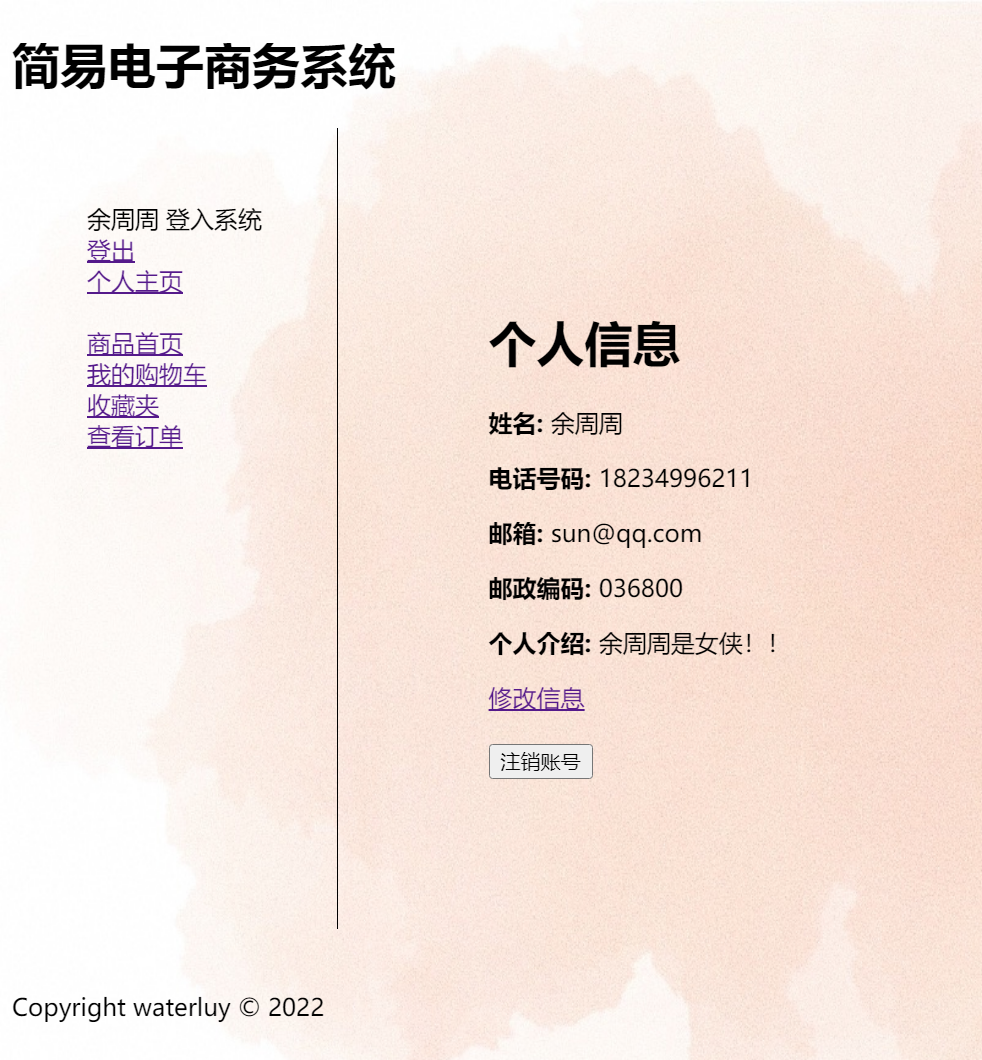 简易电子商务系统
余周周 登入系统
登出
个人主页
商品首页
我的购物车
收藏夹
查看订单
个人信息
姓名: 余周周
电话号码: 18234996211
邮箱: sun@qq.com
邮政编码: 036800
个人介绍: 余周周是女侠！！
修改信息
注销账号
Copyright waterluy © 2022